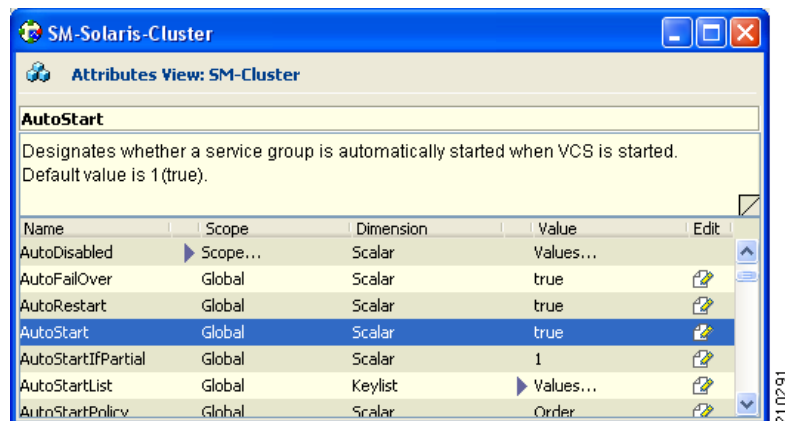 SM-Solaris-Cluster
Attributes View: SM-Cluster
AutoStart
Designates whether a service group is automatically started when VCS is started.
Default value is 1(true).
Name Scope Dimension Value Edit
AutoDisabled Scope... Scalar Values...
AutoFailOver Global Scalar true
AutoRestart Global Scalar true
AutoStart Global Scalar true
AutoStartIfPartial Global Scalar 1
AutoStartList Global Keylist Values...
AutoStartPolicy Global Scalar Order
210291